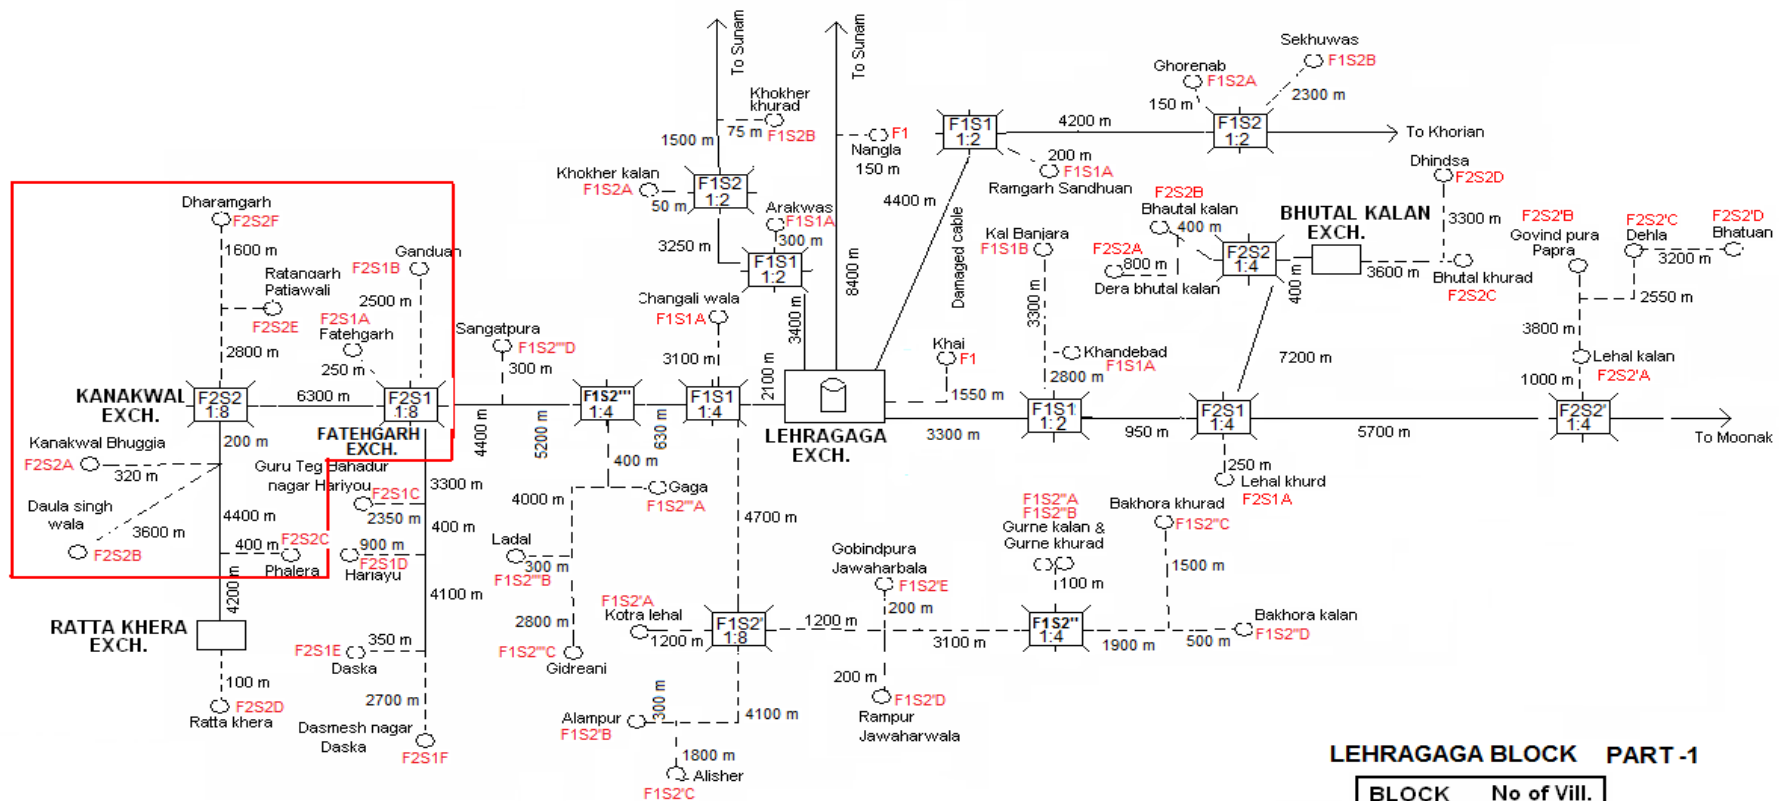 To Sunam
To Sunam
Sekhuwas
F1S2B
2300 m
Ghorenab
F1S2A
150 m
F1S2
1:2
4200 m
To Khorian
F1S1
1:2
200 m
F1S1A
Ramgarh Sandhuan
4400 m
Damaged cable
Khokher
khurad
75 m
F1S2B
1500 m
Khokher kalan
F1S2A
50 m
F1S2
1:2
3250 m
Arakwas
F1S1A
300 m
F1S1
1:2
3400 m
8400 m
F1
Nangla
150 m
Dhindsa
F2S2D
3300 m
F2S2B
Bhautal kalan
400 m
F2S2A
800 m
Dera bhutal kalan
F2S2
1:4
400 m
BHUTAL KALAN
EXCH.
3600 m
Bhutal khurad
F2S2C
F2S2'B
Govind pura
Papra
F2S2'C
Dehla
F2S2'D
Bhatuan
3200 m
2550 m
3800 m
Lehal kalan
F2S2'A
1000 m
F2S2'
1:4
To Moonak
Kal Banjara
F1S1B
3300 m
Khandebad
F1S1A
2800 m
F1S1
1:2
950 m
7200 m
F2S1
1:4
5700 m
250 m
Lehal khurd
F2S1A
Khai
F1
1550 m
3300 m
LEHRAGAGA
EXCH.
2100 m
Changali wala
F1S1A
3100 m
F1S1
1:4
630 m
F1S2'''
1:4
Sangatpura
F1S2'''D
300 m
4400 m
5200 m
Dharamgarh
F2S2F
1600 m
Ratangarh
Patiawali
F2S2E
2800 m
Ganduan
F2S1B
2500 m
F2S1A
Fatehgarh
250 m
KANAKWAL
EXCH.
F2S2
1:8
6300 m
F2S1
1:8
FATEHGARH
EXCH.
200 m
Kanakwal Bhuggia
F2S2A
320 m
Daula singh
wala
F2S2B
3600 m
4400 m
400 m
F2S2C
Phalera
4200 m
RATTA KHERA
EXCH.
100 m
F2S2D
Ratta khera
Guru Teg Bahadur
nagar Hariyou
F2S1C
2350 m
3300 m
400 m
900 m
F2S1D
Hariayu
4100 m
350 m
F2S1E
Daska
2700 m
Dasmesh nagar
Daska
F2S1F
400 m
Gaga
F1S2'''A
4000 m
Ladal
300 m
F1S2'''B
2800 m
F1S2'''C
Gidreani
4700 m
F1S2'A
Kotra lehal
1200 m
F1S2'
1:8
1200 m
Gobindpura
Jawaharbala
F1S2'E
200 m
3100 m
200 m
F1S2'D
Rampur
Jawaharwala
300 m
4100 m
Alampur
F1S2'B
1800 m
Alisher
F1S2'C
F1S2''A
F1S2''B
Gurne kalan &
Gurne khurad
100 m
F1S2''
1:4
Bakhora khurad
F1S2''C
1500 m
1900 m
500 m
Bakhora kalan
F1S2''D
LEHRAGAGA BLOCK PART -1
BLOCK No of Vill.